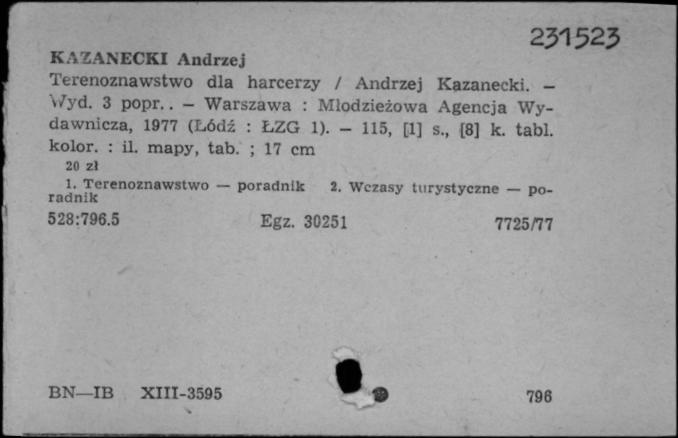 231523
KAZANECKI Andrzej
Terenoznawstwo dla harcerzy / Andrzej Kazanecki. —
Wyd. 3 popr.. — Warszawa : Młodzieżowa Agencja Wy-
dawnicza, 1977 (Łódź : ŁZG 1). — 115, [1] s., [8] k. tabl.
kolor. : il. mapy, tab. ; 17 cm
20 zł
1. Terenoznawstwo — poradnik 2. Wczasy turystyczne — po-
radnik
528:796.5 Egz. 30251 7725/77
BN—IB XIII-3595 796